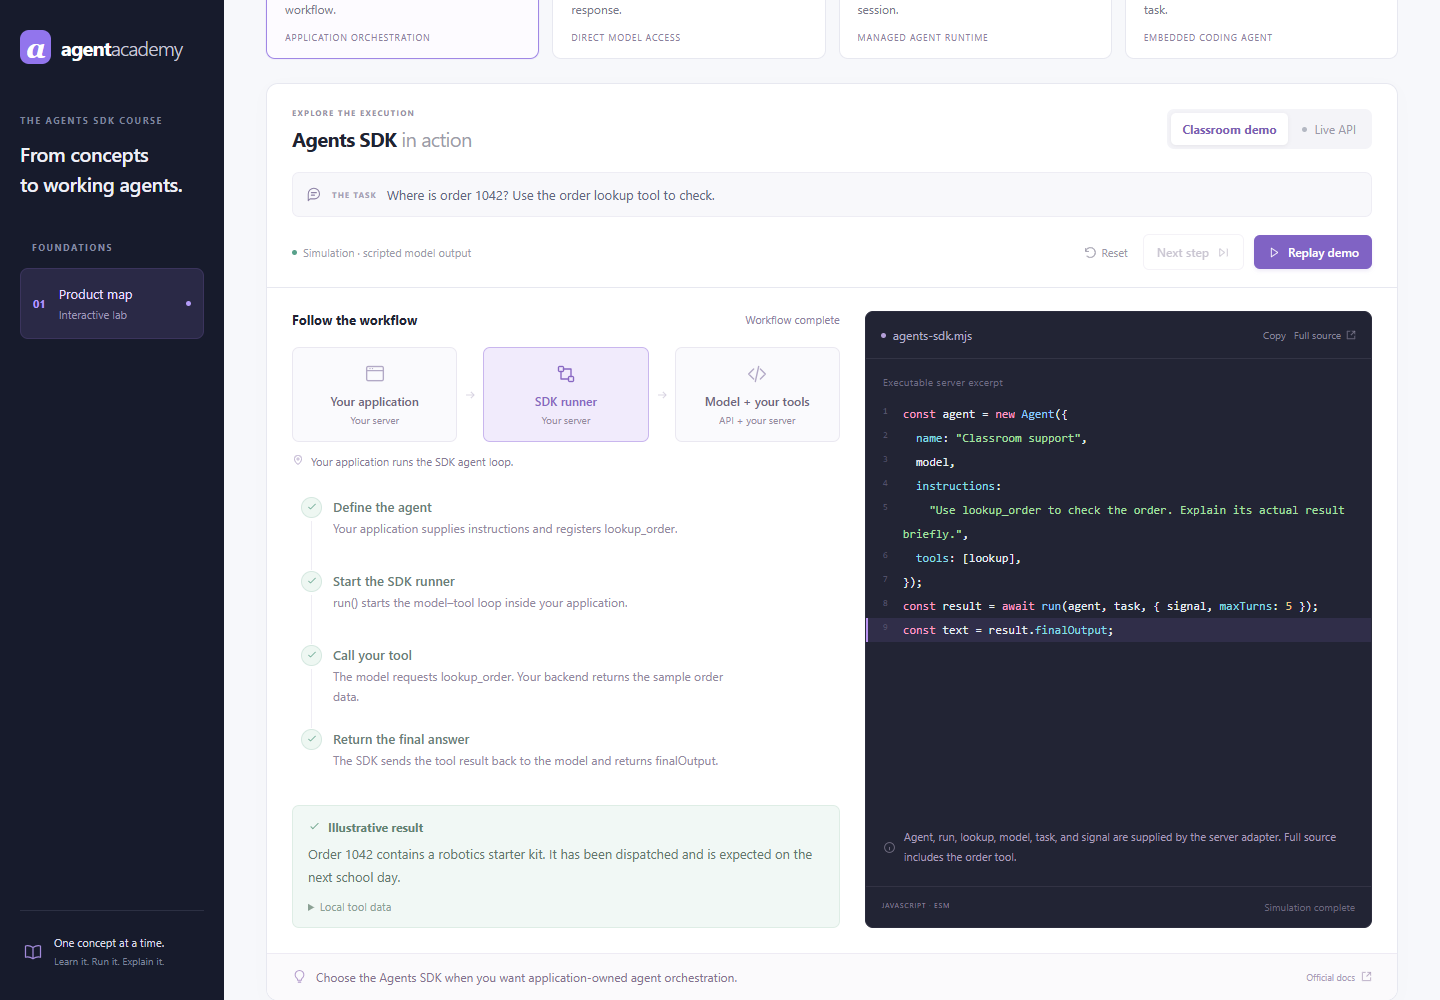 agentacademy
THE AGENTS SDK COURSE
From concepts
to working agents.
FOUNDATIONS
01
Product map
Interactive lab
One concept at a time.
Learn it. Run it. Explain it.
workflow.
APPLICATION ORCHESTRATION
response.
DIRECT MODEL ACCESS
session.
MANAGED AGENT RUNTIME
task.
EMBEDDED CODING AGENT
EXPLORE THE EXECUTION
Agents SDK in action
Classroom demo
Live API
THE TASK Where is order 1042? Use the order lookup tool to check.
Simulation · scripted model output
Reset
Next step
Replay demo
Follow the workflow
Workflow complete
Your application
Your server
SDK runner
Your server
Model + your tools
API + your server
Your application runs the SDK agent loop.
Define the agent
Your application supplies instructions and registers lookup_order.
Start the SDK runner
run() starts the model–tool loop inside your application.
Call your tool
The model requests lookup_order. Your backend returns the sample order
data.
Return the final answer
The SDK sends the tool result back to the model and returns finalOutput.
Illustrative result
Order 1042 contains a robotics starter kit. It has been dispatched and is expected on the
next school day.
Local tool data
agents-sdk.mjs
Copy
Full source
Executable server excerpt
1 const agent = new Agent({
2 name: "Classroom support",
3 model,
4 instructions:
5 "Use lookup_order to check the order. Explain its actual result
briefly.",
6 tools: [lookup],
7 });
8 const result = await run(agent, task, { signal, maxTurns: 5 });
9 const text = result.finalOutput;
Agent, run, lookup, model, task, and signal are supplied by the server adapter. Full source
includes the order tool.
JAVASCRIPT · ESM
Simulation complete
Choose the Agents SDK when you want application-owned agent orchestration.
Official docs